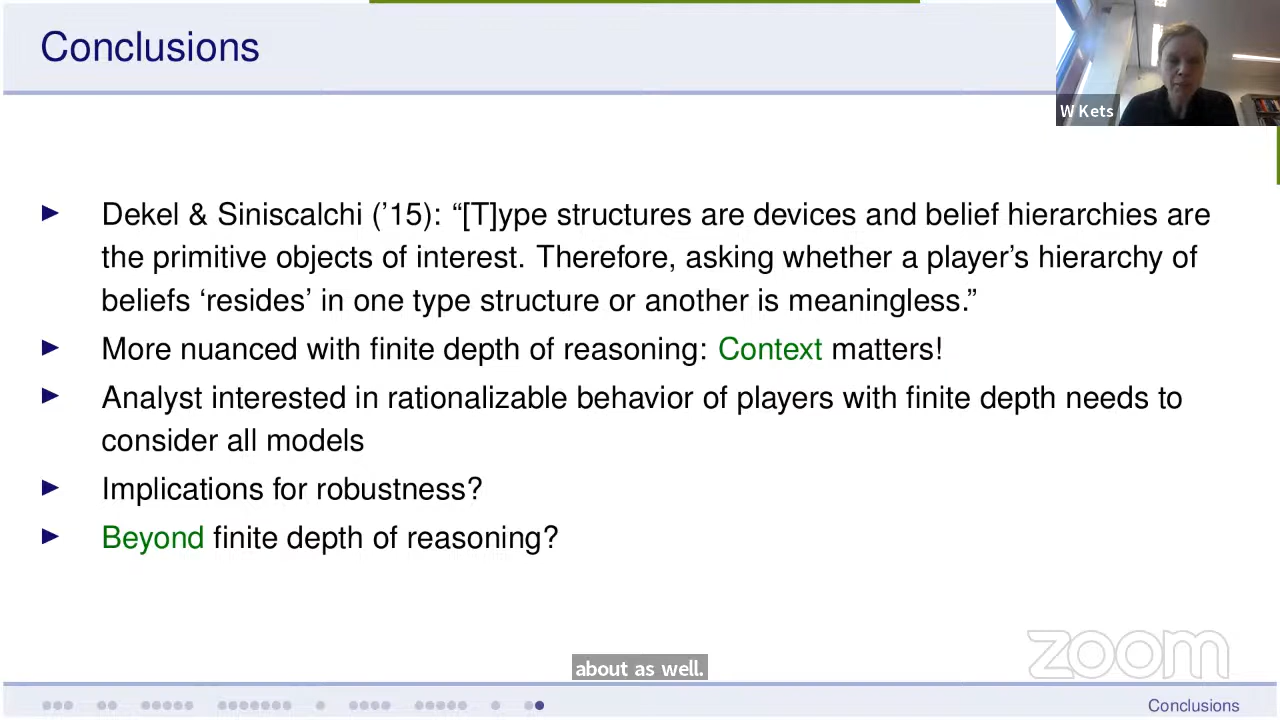 Conclusions
W Kets
Dekel & Siniscalchi (’15): “[T]ype structures are devices and belief hierarchies are
the primitive objects of interest. Therefore, asking whether a player’s hierarchy of
beliefs ‘resides’ in one type structure or another is meaningless.”
More nuanced with finite depth of reasoning: Context matters!
Analyst interested in rationalizable behavior of players with finite depth needs to
consider all models
Implications for robustness?
Beyond finite depth of reasoning?
zoom
about as well.
Conclusions